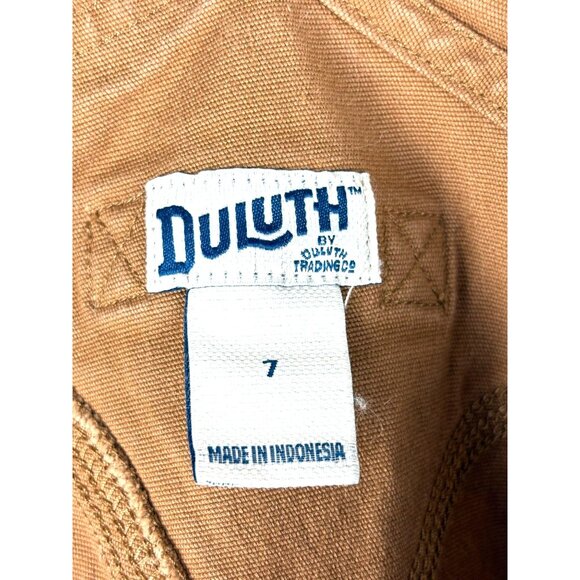 DULUTH™
BY
DULUTH
TRADING CO
7
MADE IN INDONESIA